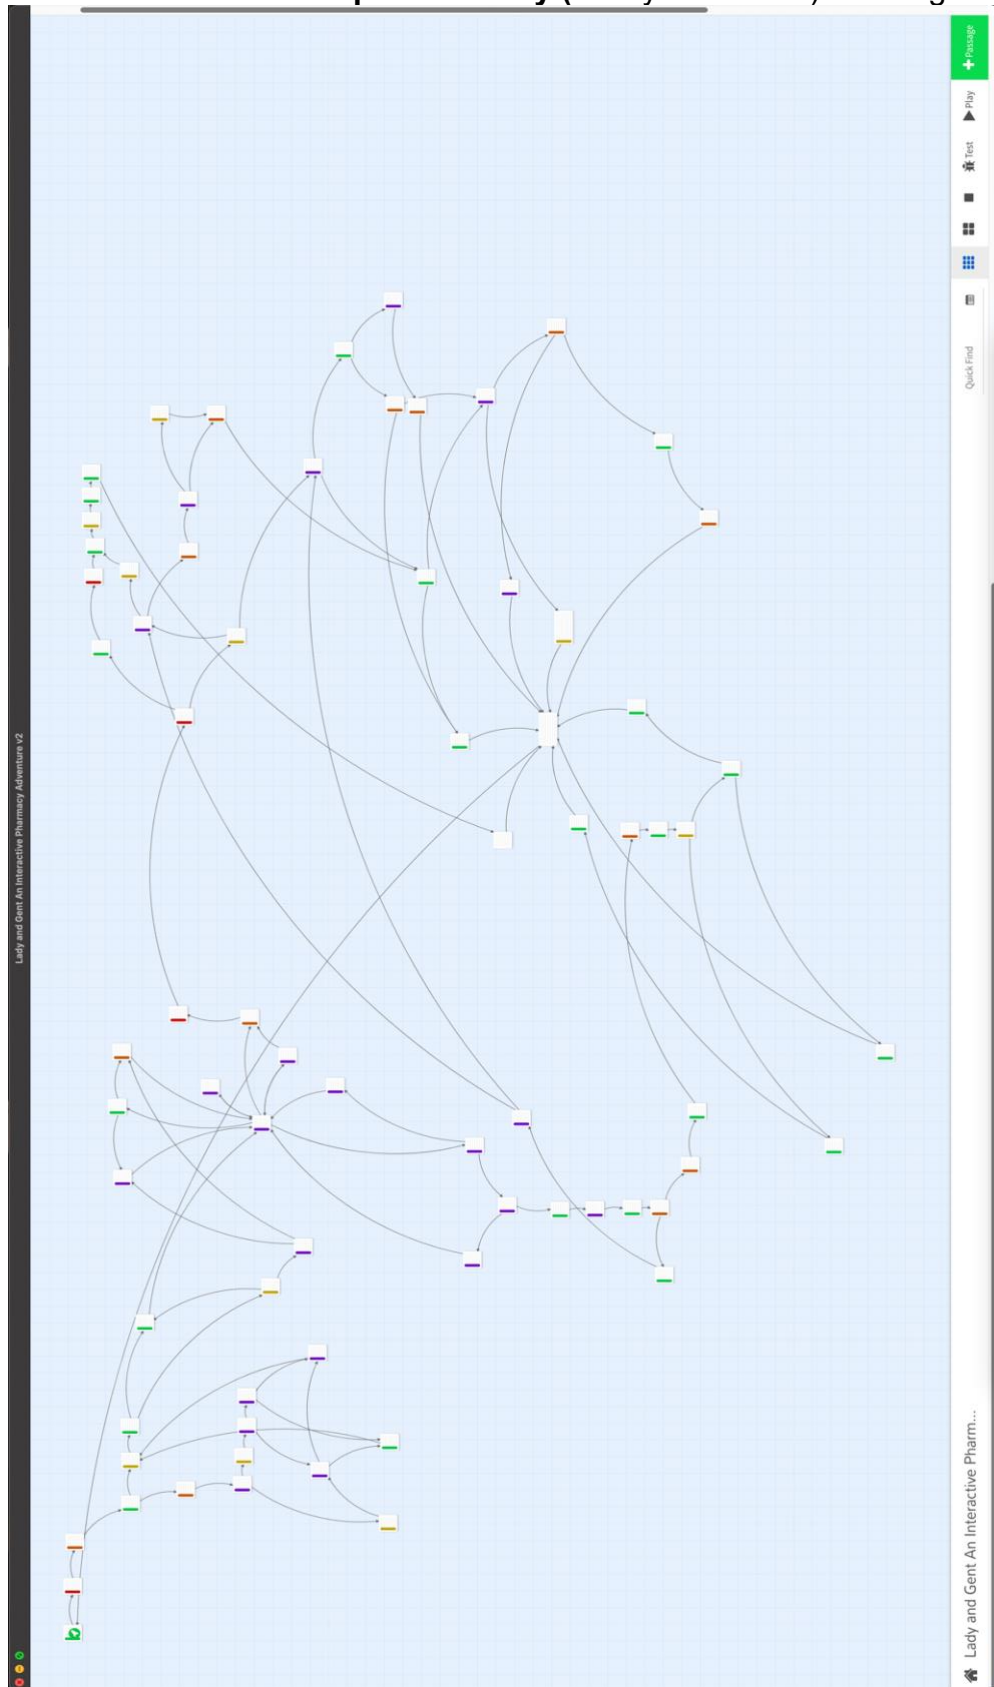 Lady and Gent An Interactive Pharmacy Adventure v2
Lady and Gent An Interactive Pharm...
Quick Find
Test
Play
Passage